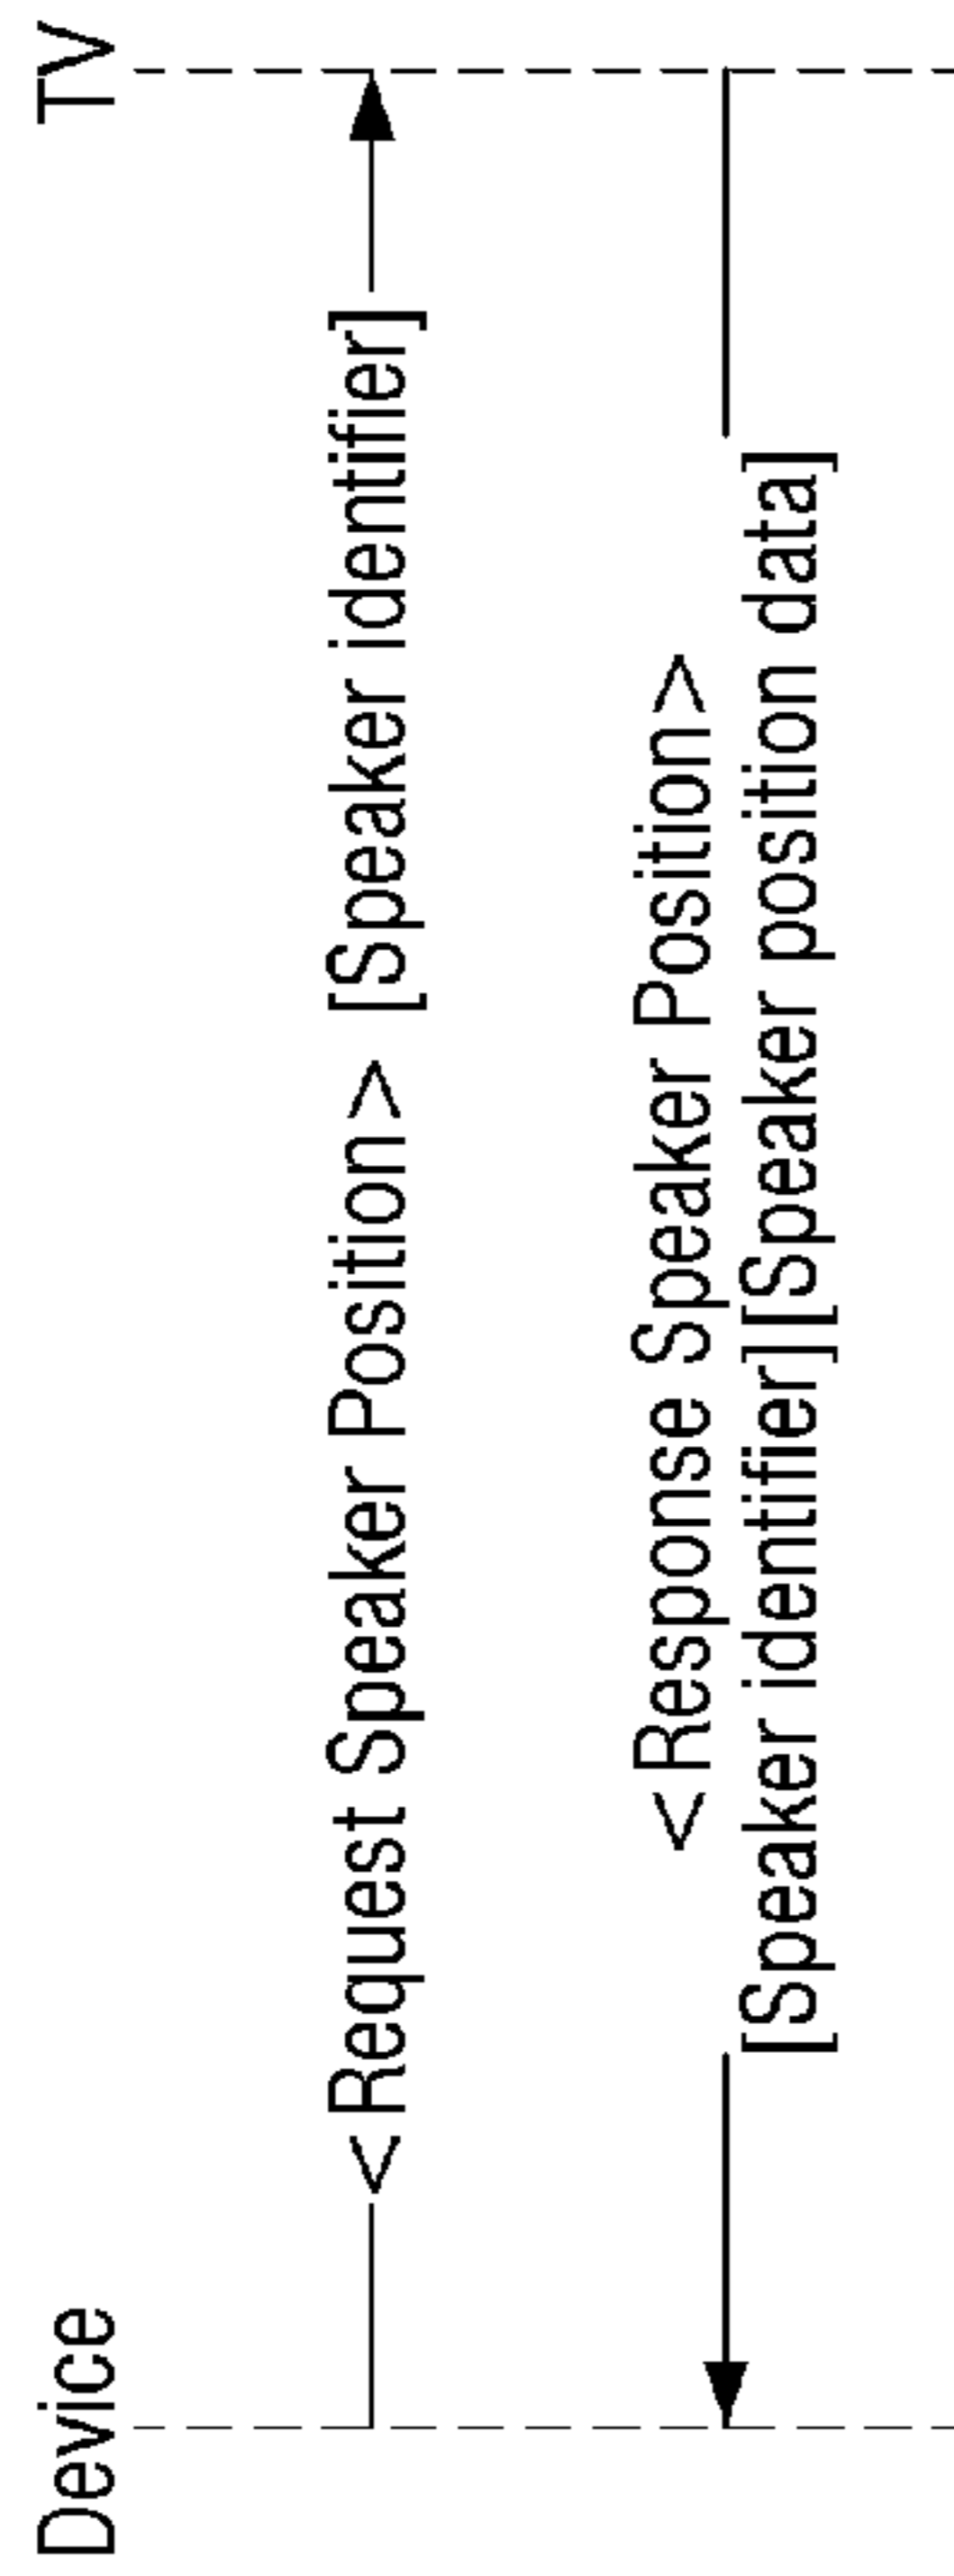 Device
TV
<Request Speaker Position> [Speaker identifier]
<Response Speaker Position>
[Speaker identifier][Speaker position data]